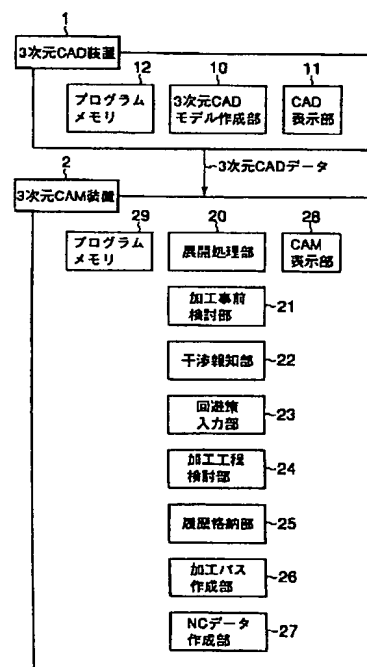 1
3次元CAD装置
12
10
11
プログラム
メモリ
3次元CAD
モデル作成部
CAD
表示部
3次元CADデータ
2
3次元CAM装置
29
20
28
プログラム
メモリ
展開処理部
CAM
表示部
加工事前
検討部
21
干渉報知部
22
回避策
入力部
23
加工工程
検討部
24
履歴格納部
25
加工パス
作成部
26
NCデータ
作成部
27